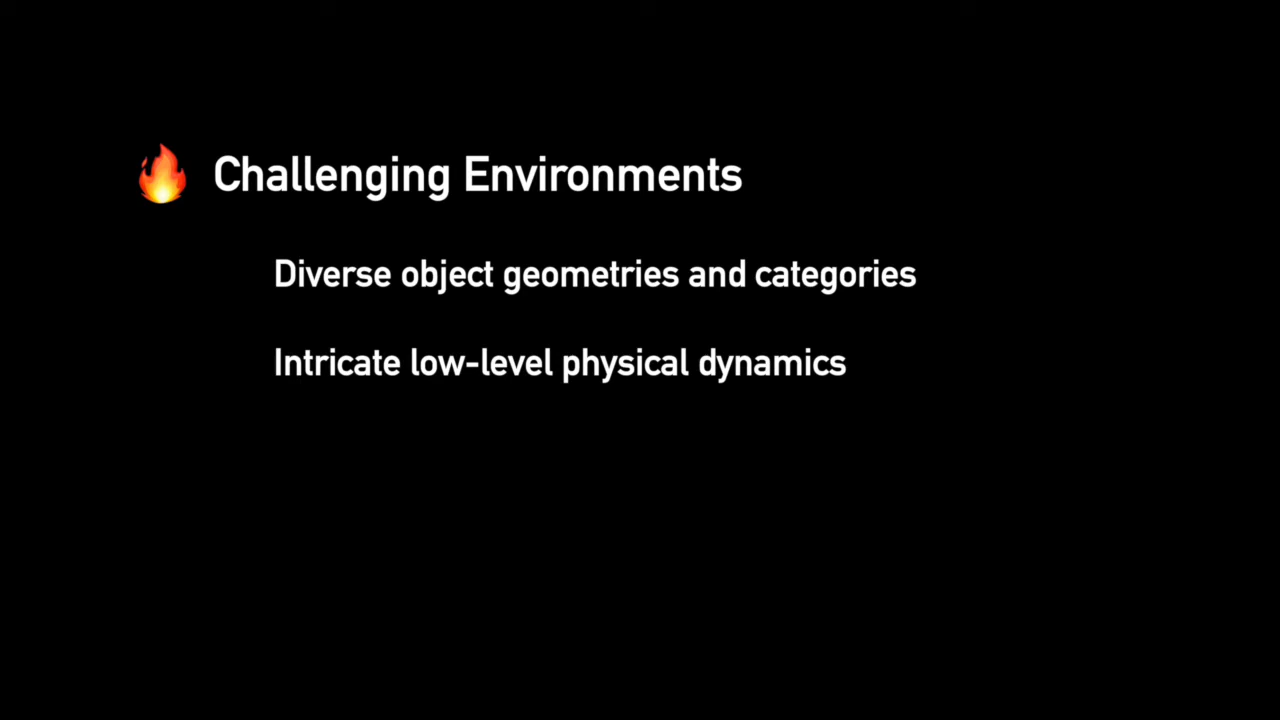 🔥 Challenging Environments
Diverse object geometries and categories
Intricate low-level physical dynamics